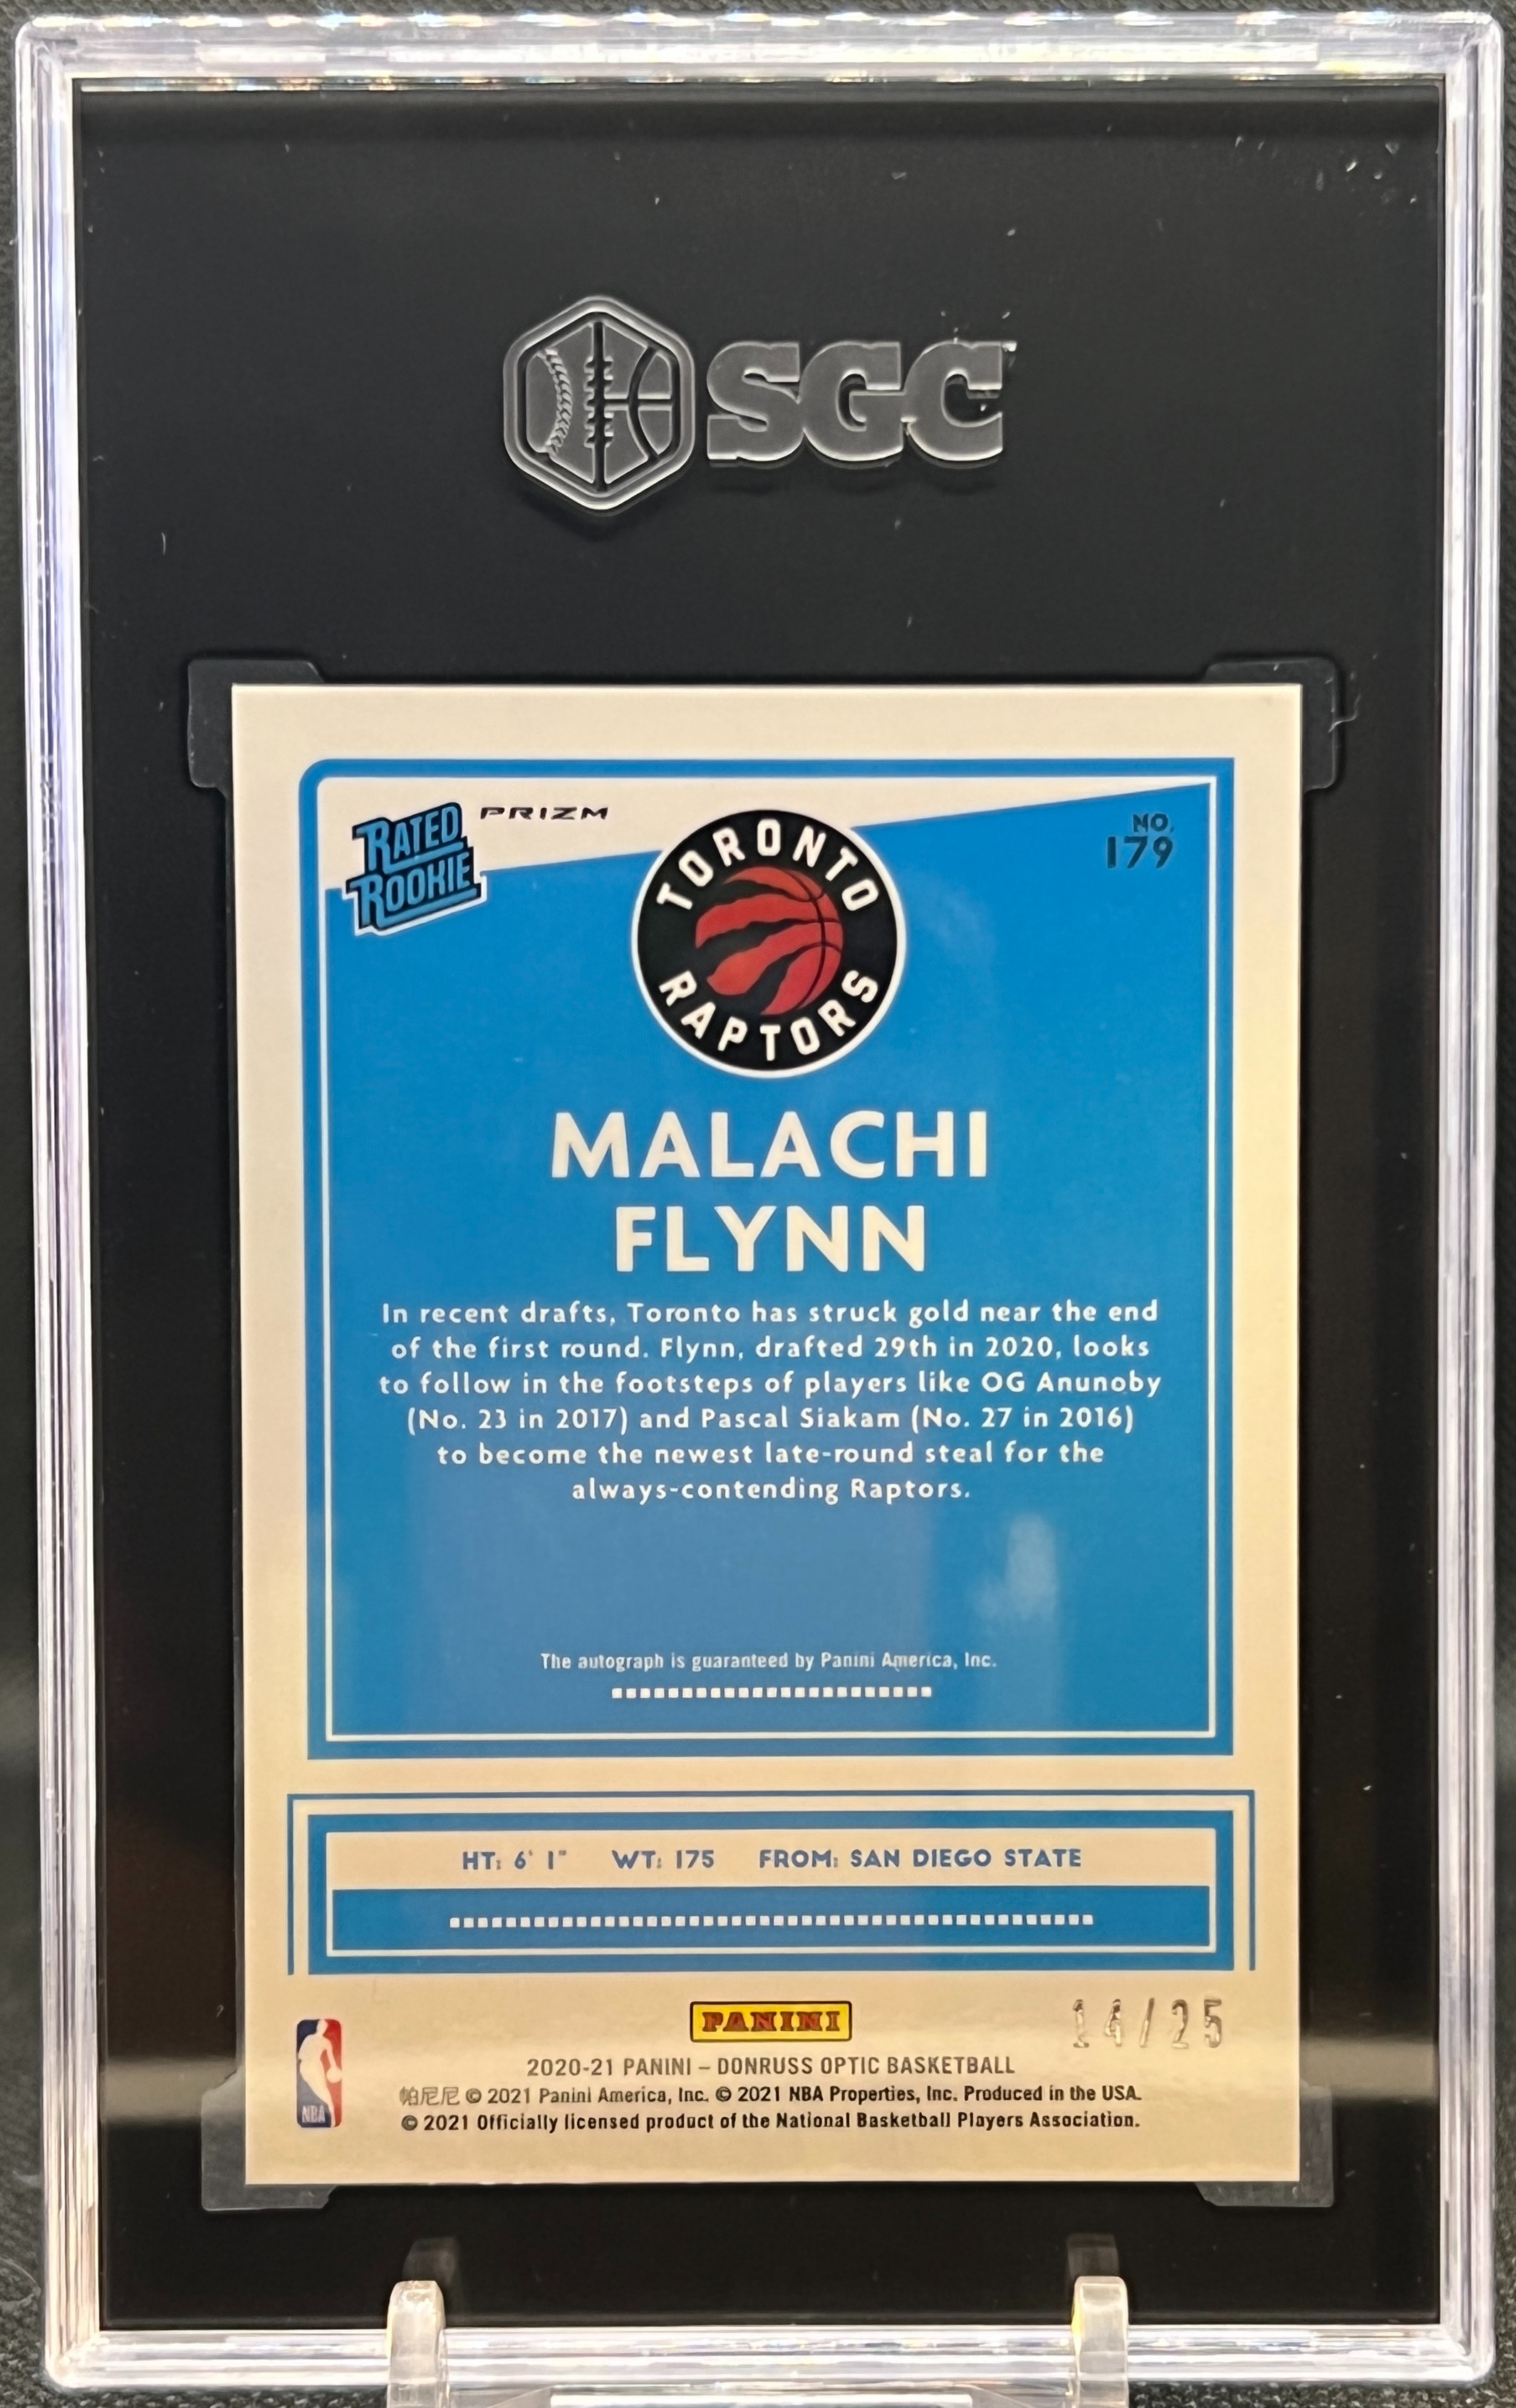 SGC
RATED
ROOKIE
PRIZM
NO.
179
TORONTO
RAPTORS
MALACHI
FLYNN
In recent drafts, Toronto has struck gold near the end
of the first round. Flynn, drafted 29th in 2020, looks
to follow in the footsteps of players like OG Anunoby
(No. 23 in 2017) and Pascal Siakam (No. 27 in 2016)
to become the newest late-round steal for the
always-contending Raptors.
The autograph is guaranteed by Panini America, Inc.
HT: 6' 1" WT: 175 FROM: SAN DIEGO STATE
PANINI
14/25
2020-21 PANINI – DONRUSS OPTIC BASKETBALL
帕尼尼 © 2021 Panini America, Inc. © 2021 NBA Properties, Inc. Produced in the USA.
© 2021 Officially licensed product of the National Basketball Players Association.
NBA